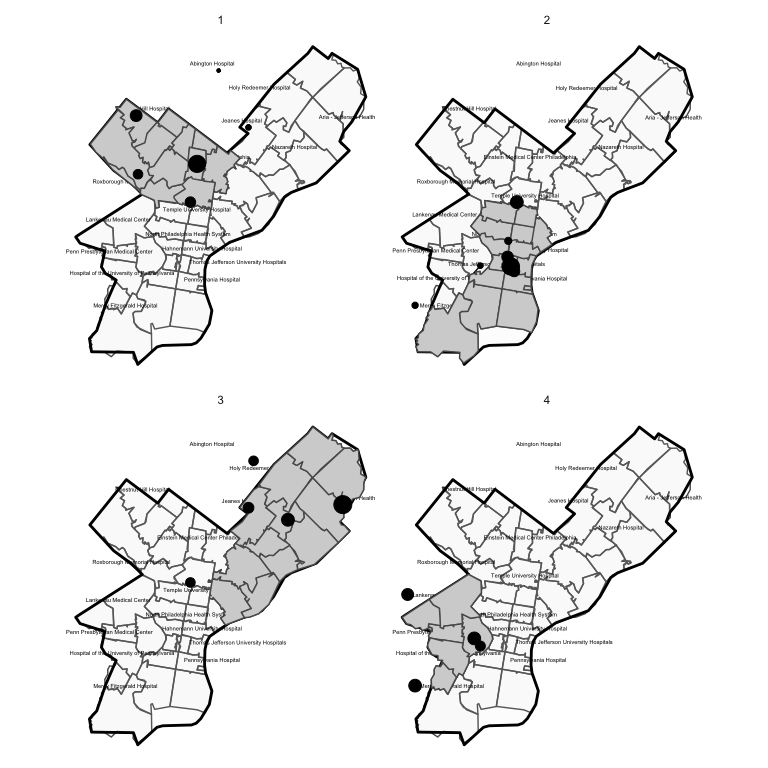 1
Abington Hospital
Holy Redeemer Hospital
Hill Hospital
Jeanes Hospital
Aria - Jefferson Health
Nazareth Hospital
Roxborough
Temple University Hospital
Lankenau Medical Center
North Philadelphia Health System
Hahnemann University Hospital
Penn Presbyterian Medical Center
Thomas Jefferson University Hospitals
Hospital of the University of Pennsylvania
Pennsylvania Hospital
Mercy Fitzgerald Hospital
2
Abington Hospital
Holy Redeemer Hospital
Chestnut Hill Hospital
Jeanes Hospital
Aria - Jefferson Health
Nazareth Hospital
Einstein Medical Center Philadelphia
Roxborough Memorial Hospital
Temple University Hospital
Lankenau Medical Center
Penn Presbyterian Medical Center
Hospital
Thomas Jeff
Hospital of the University of
Pennsylvania Hospital
Mercy Fitzge
3
Abington Hospital
Holy Redeemer
Chestnut Hill Hospital
Jeanes
Health
Einstein Medical Center Philade
Roxborough Memorial Hospital
Temple University
Lankenau Medical Center
North Philadelphia Health System
Hahnemann University Hospital
Penn Presbyterian Medical Center
Thomas Jefferson University Hospitals
Hospital of the University of Pennsylvania
Pennsylvania Hospital
Mercy Fitzgerald Hospital
4
Abington Hospital
Holy Redeemer Hospital
Chestnut Hill Hospital
Jeanes Hospital
Aria - Jefferson Health
Nazareth Hospital
Einstein Medical Center Philadelphia
Roxborough Memorial Hospital
Temple University Hospital
Lankenau
Philadelphia Health System
Hahnemann University Hospital
Penn Presbyt
Thomas Jefferson University Hospitals
Hospital of the
sylvania
Pennsylvania Hospital
Mercy Fitzgerald Hospital